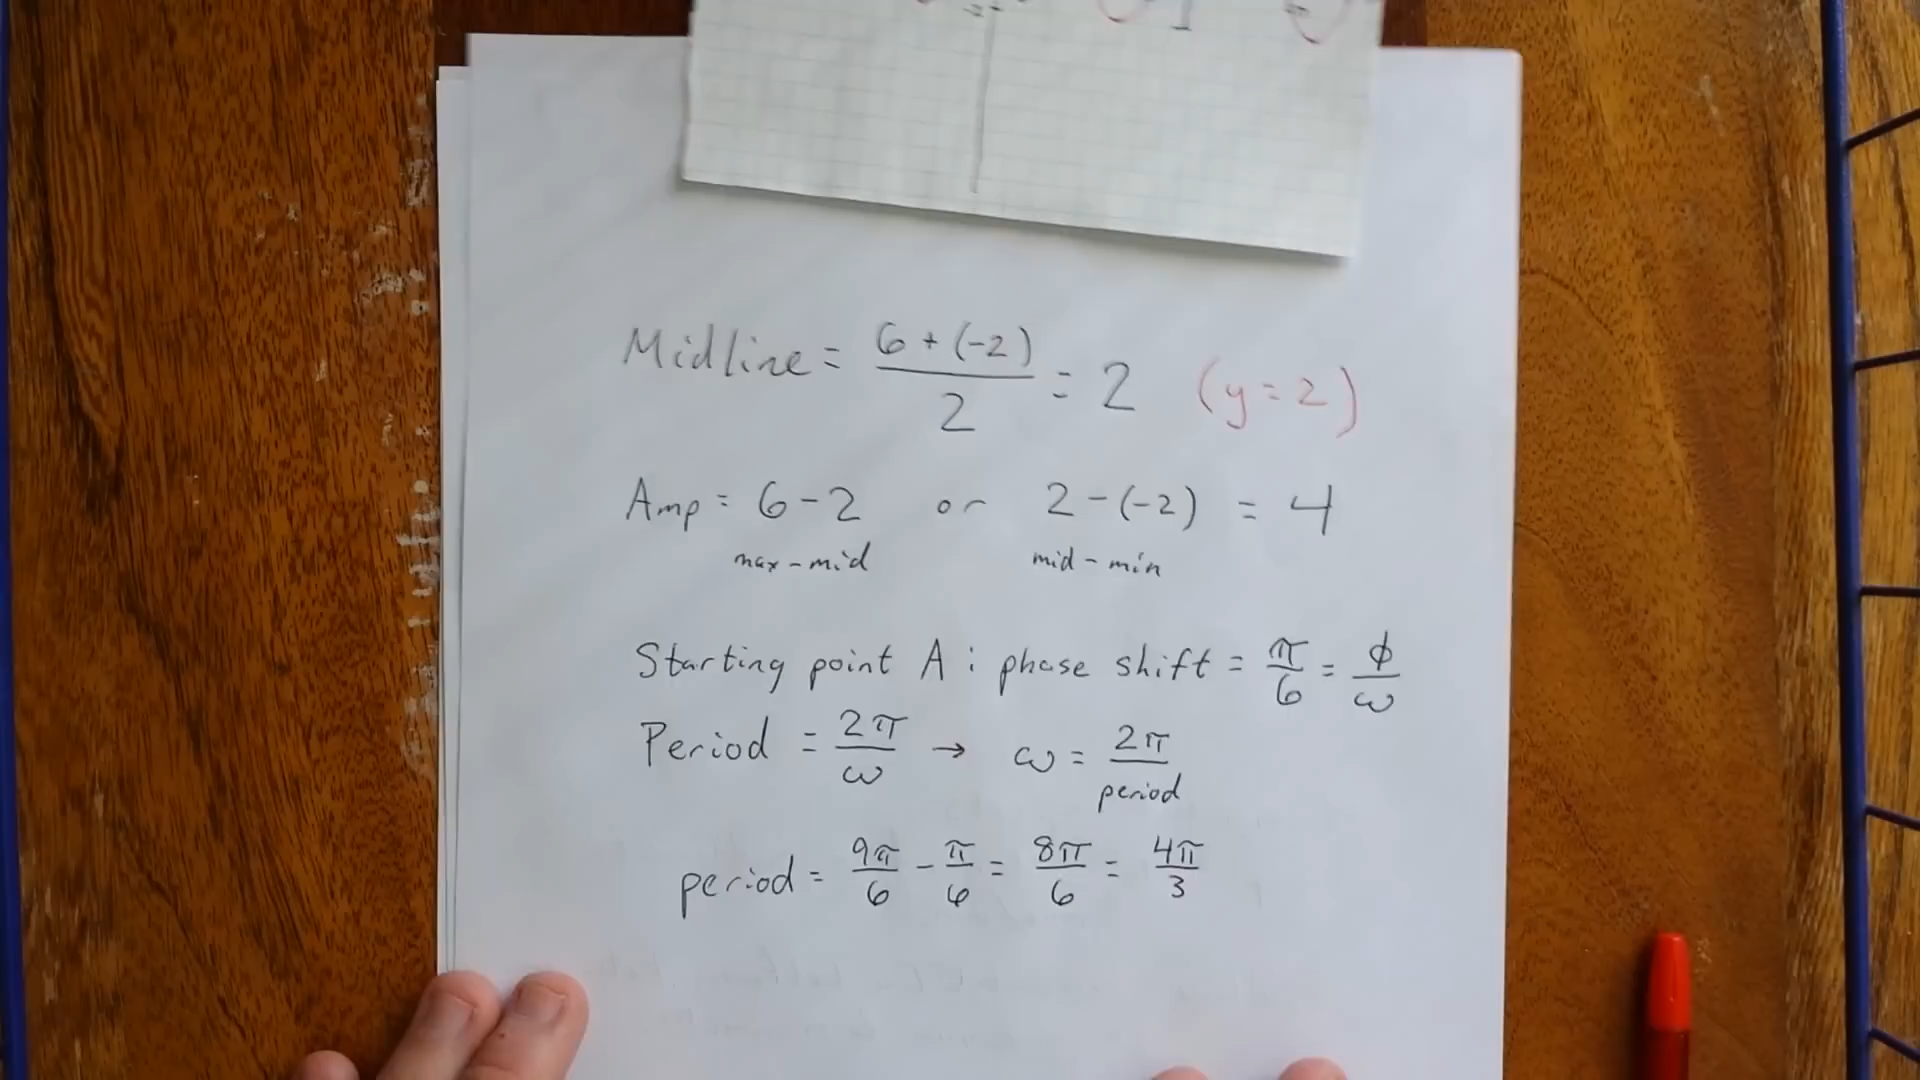 Midline = 6 + (-2) / 2 = 2 (y = 2)
Amp = 6 - 2 or 2 - (-2) = 4
max - mid mid - min
Starting point A : phase shift = π/6 = ϕ/ω
Period = 2π/ω → ω = 2π/period
period = 9π/6 - π/6 = 8π/6 = 4π/3